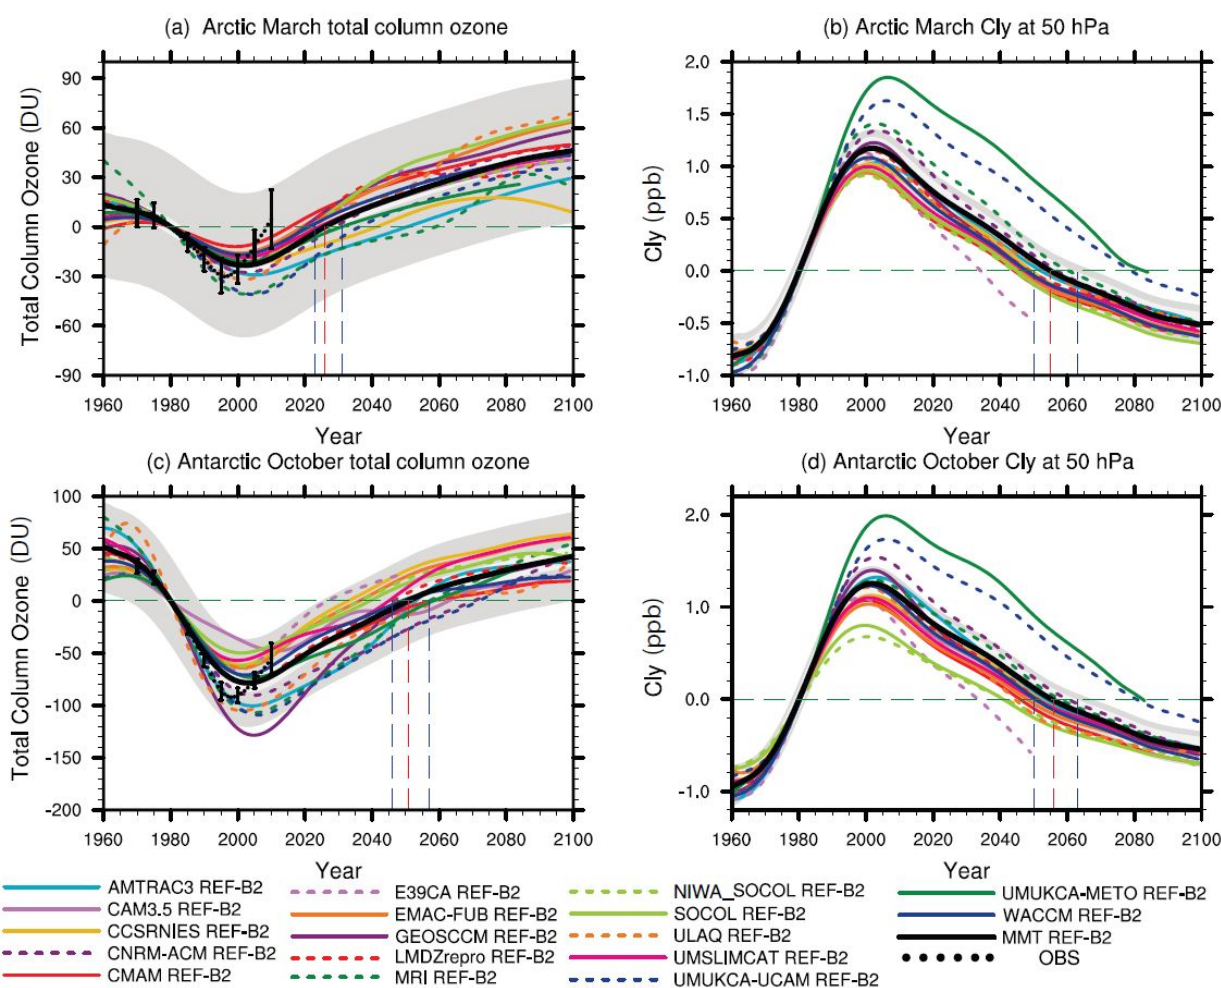 (a) Arctic March total column ozone
(b) Arctic March Cly at 50 hPa
Total Column Ozone (DU)
90
60
30
0
-30
-60
-90
1960 1980 2000 2020 2040 2060 2080 2100
Year
Cly (ppb)
2.0
1.5
1.0
0.5
0.0
-0.5
-1.0
1960 1980 2000 2020 2040 2060 2080 2100
Year
(c) Antarctic October total column ozone
(d) Antarctic October Cly at 50 hPa
Total Column Ozone (DU)
100
50
0
-50
-100
-150
-200
1960 1980 2000 2020 2040 2060 2080 2100
Year
Cly (ppb)
2.0
1.0
0.0
-1.0
1960 1980 2000 2020 2040 2060 2080 2100
Year
AMTRAC3 REF-B2
CAM3.5 REF-B2
CCSRNIES REF-B2
CNRM-ACM REF-B2
CMAM REF-B2
E39CA REF-B2
EMAC-FUB REF-B2
GEOSCCM REF-B2
LMDZrepro REF-B2
MRI REF-B2
NIWA_SOCOL REF-B2
SOCOL REF-B2
ULAQ REF-B2
UMSLIMCAT REF-B2
UMUKCA-UCAM REF-B2
UMUKCA-METO REF-B2
WACCM REF-B2
MMT REF-B2
OBS